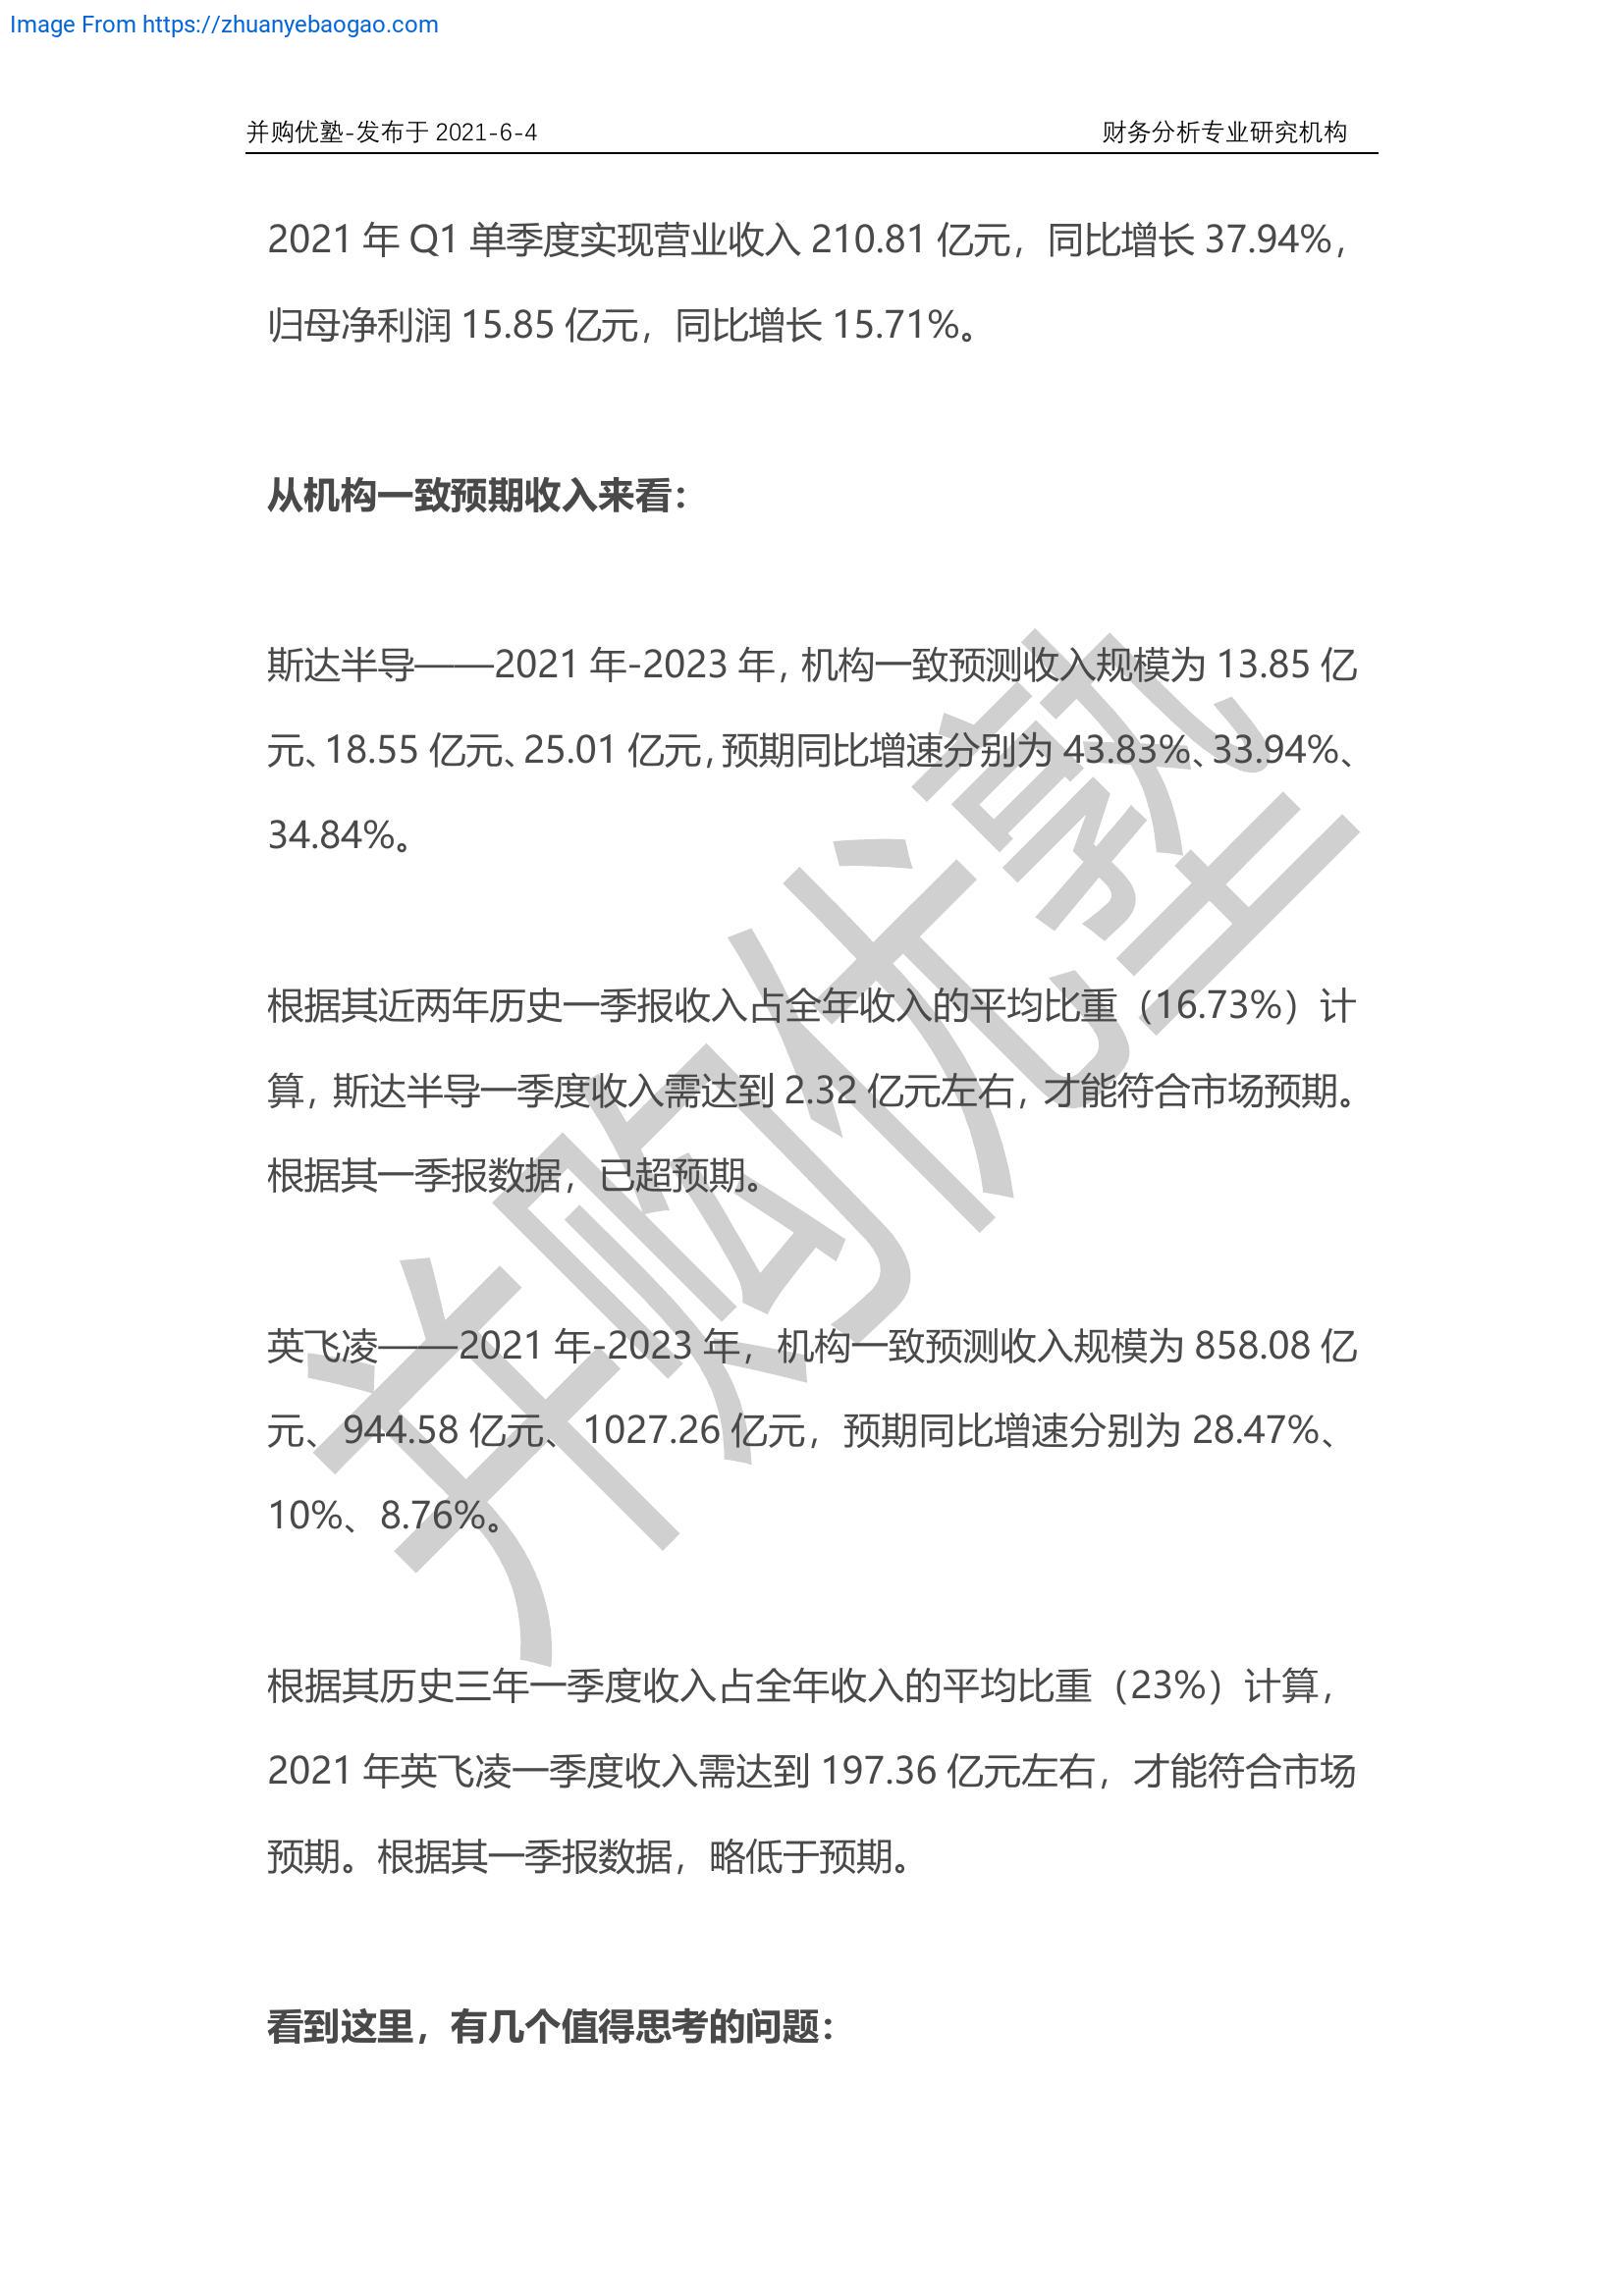 Image From https://zhuanyebaogao.com
并购优塾-发布于 2021-6-4 财务分析专业研究机构
2021 年 Q1 单季度实现营业收入 210.81 亿元，同比增长 37.94%，
归母净利润 15.85 亿元，同比增长 15.71%。
从机构一致预期收入来看：
斯达半导——2021 年-2023 年，机构一致预测收入规模为 13.85 亿
元、18.55 亿元、25.01 亿元，预期同比增速分别为 43.83%、33.94%、
34.84%。
根据其近两年历史一季报收入占全年收入的平均比重（16.73%）计
算，斯达半导一季度收入需达到 2.32 亿元左右，才能符合市场预期。
根据其一季报数据，已超预期。
英飞凌——2021 年-2023 年，机构一致预测收入规模为 858.08 亿
元、944.58 亿元、1027.26 亿元，预期同比增速分别为 28.47%、
10%、8.76%。
根据其历史三年一季度收入占全年收入的平均比重（23%）计算，
2021 年英飞凌一季度收入需达到 197.36 亿元左右，才能符合市场
预期。根据其一季报数据，略低于预期。
看到这里，有几个值得思考的问题：
并购优塾